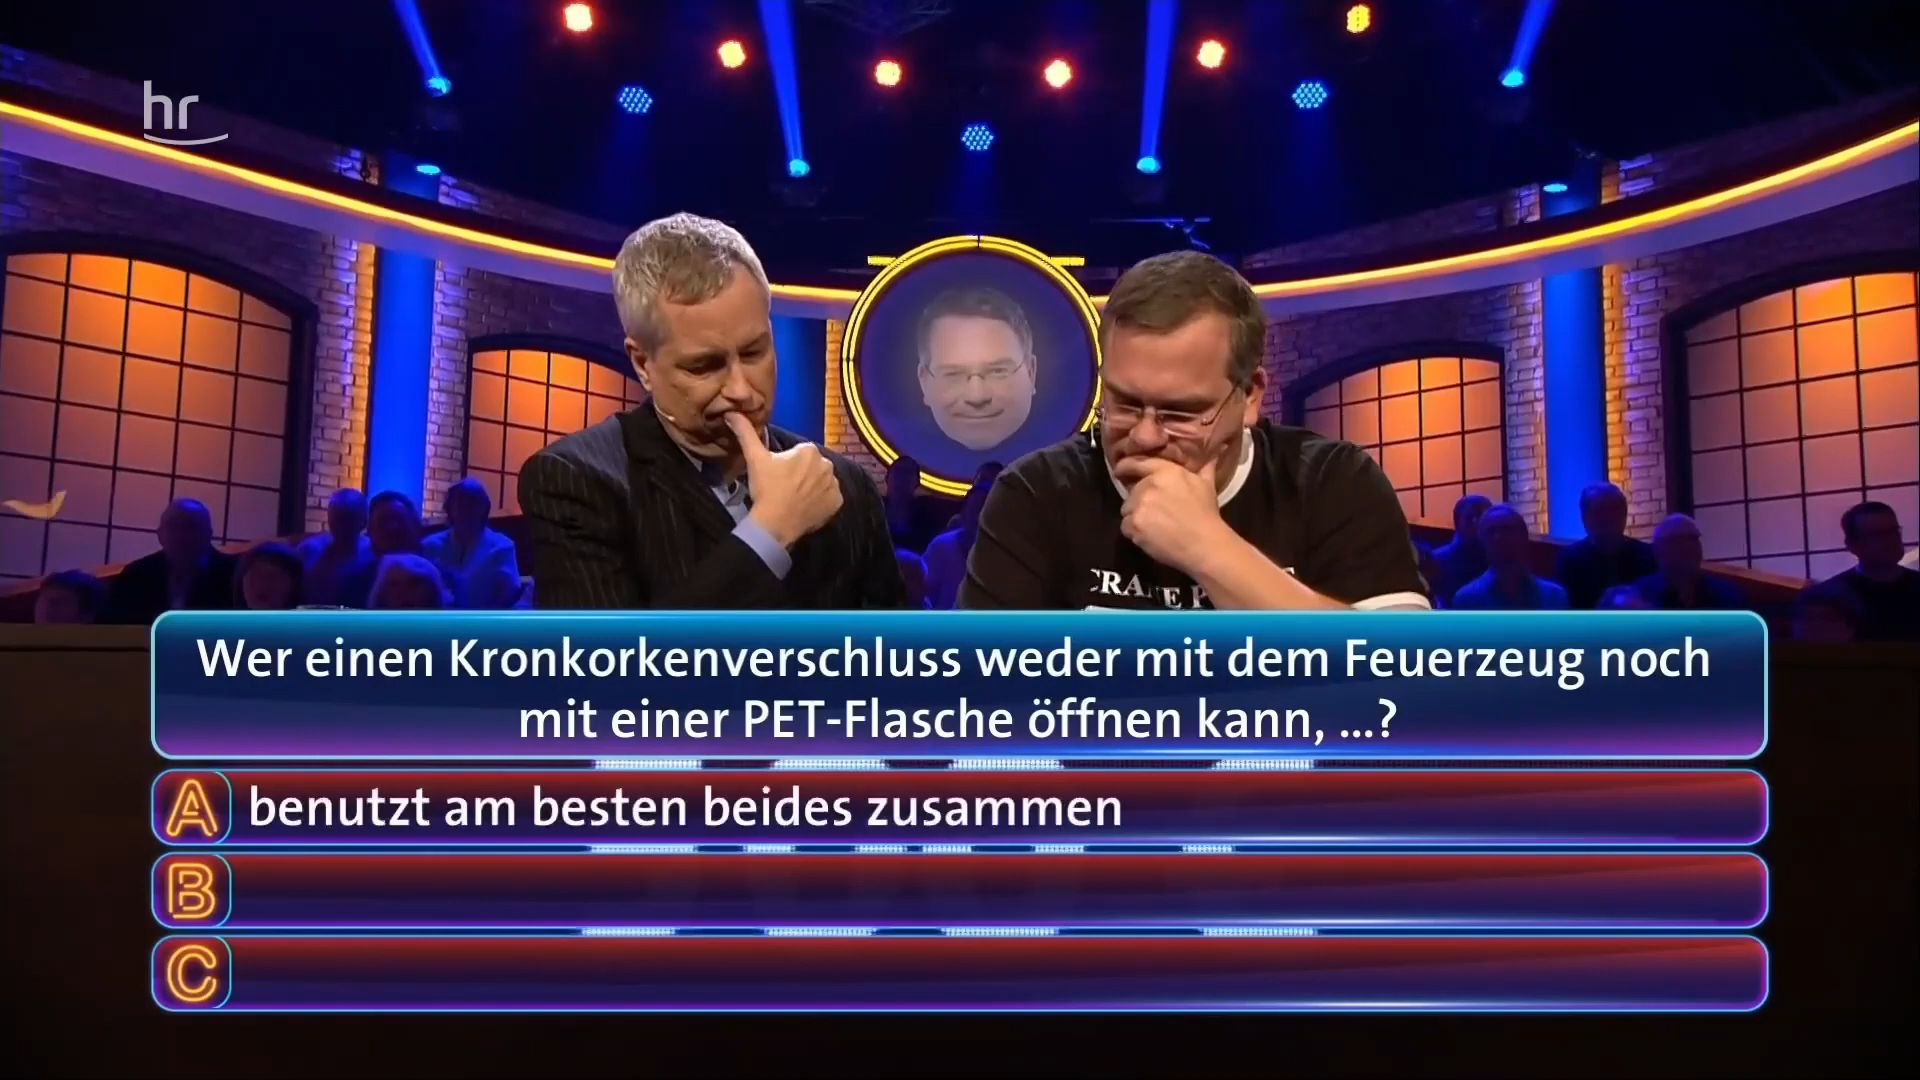 hr
CRANE P
Wer einen Kronkorkenverschluss weder mit dem Feuerzeug noch
mit einer PET-Flasche öffnen kann, ...?
A benutzt am besten beides zusammen
B
C